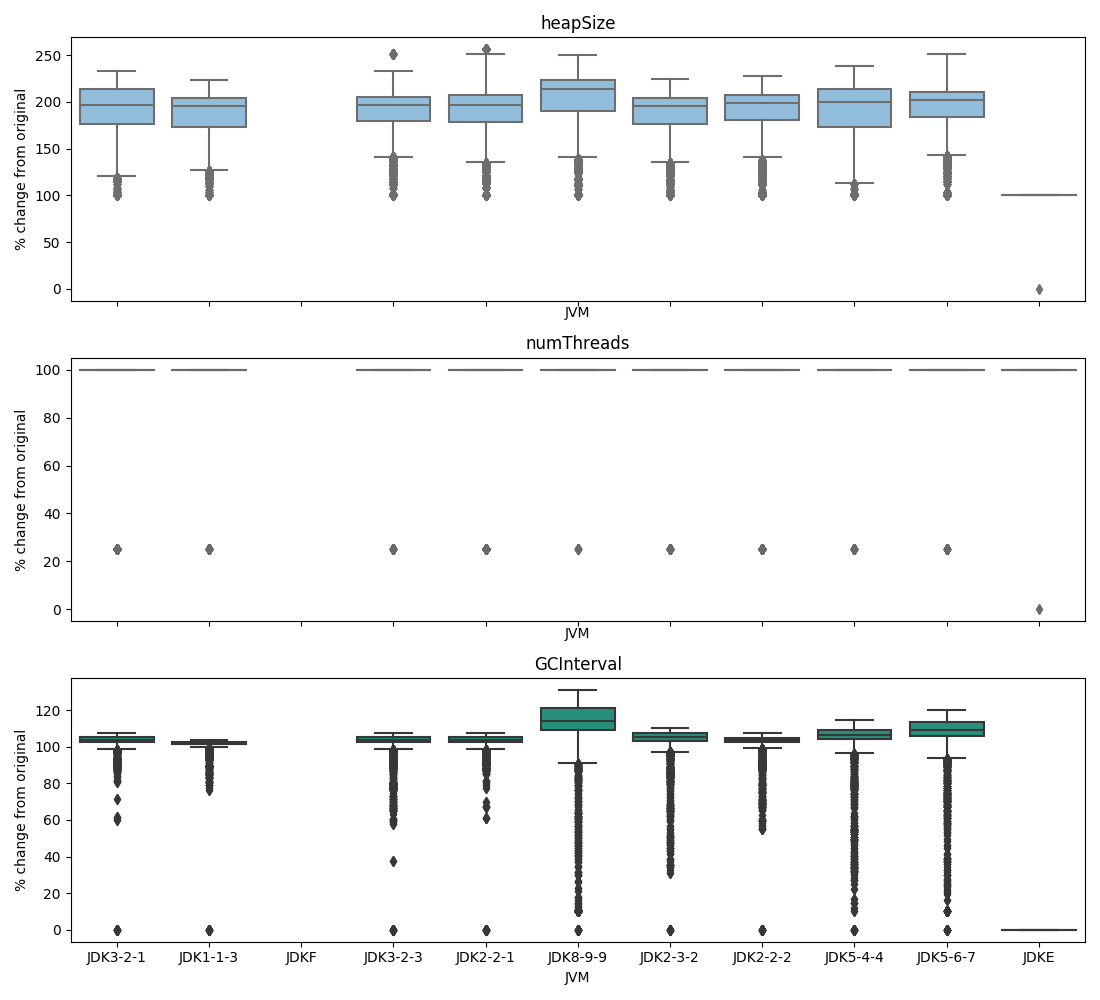 heapSize
% change from original
250
200
150
100
50
0
JVM
numThreads
% change from original
100
80
60
40
20
0
JVM
GCInterval
% change from original
120
100
80
60
40
20
0
JDK3-2-1 JDK1-1-3 JDKF JDK3-2-3 JDK2-2-1 JDK8-9-9 JDK2-3-2 JDK2-2-2 JDK5-4-4 JDK5-6-7 JDKE
JVM